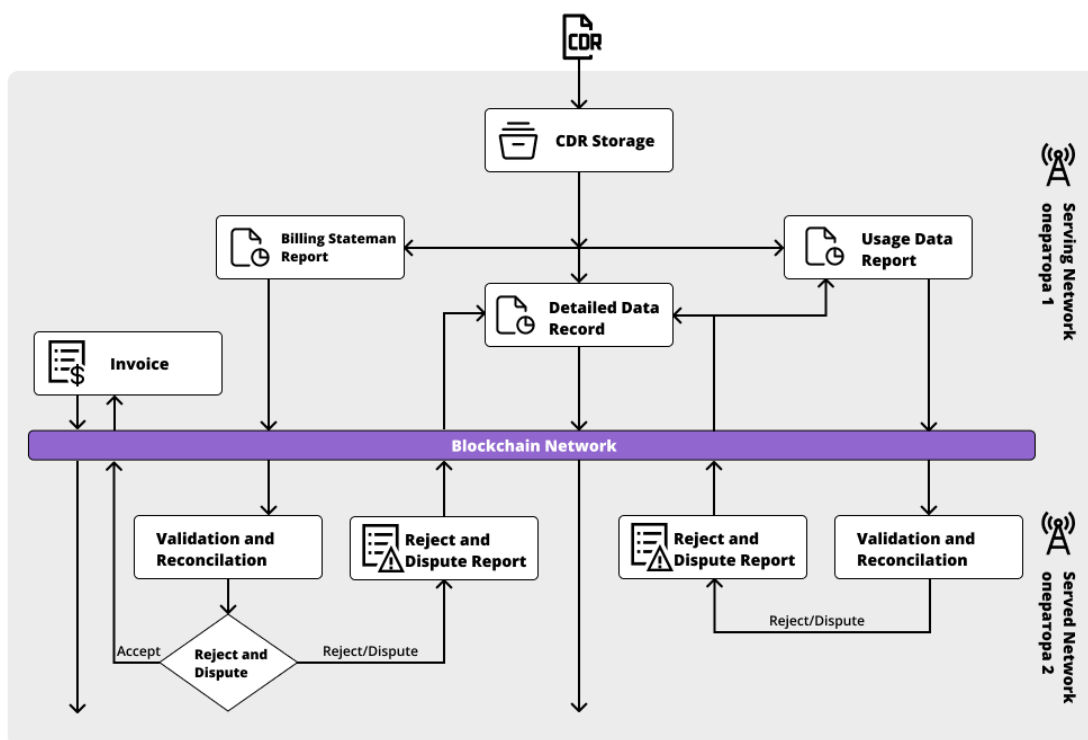 CDR
CDR Storage
Billing Stateman
Report
Usage Data
Report
Serving Network
оператора 1
Detailed Data
Record
Invoice
$
Blockchain Network
Validation and
Reconcilation
Reject and
Dispute Report
Reject and
Dispute Report
Validation and
Reconcilation
Served Network
оператора 2
Reject/Dispute
Accept
Reject and
Dispute
Reject/Dispute